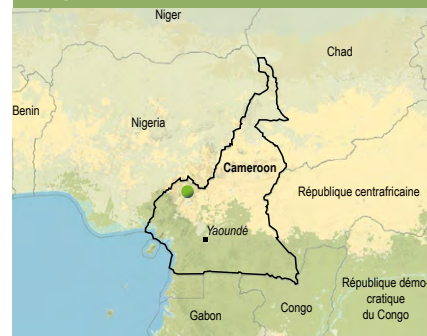 Niger
Chad
Benin
Nigeria
Cameroon
République centrafricaine
Yaoundé
République démo-
cratique
du Congo
Congo
Gabon